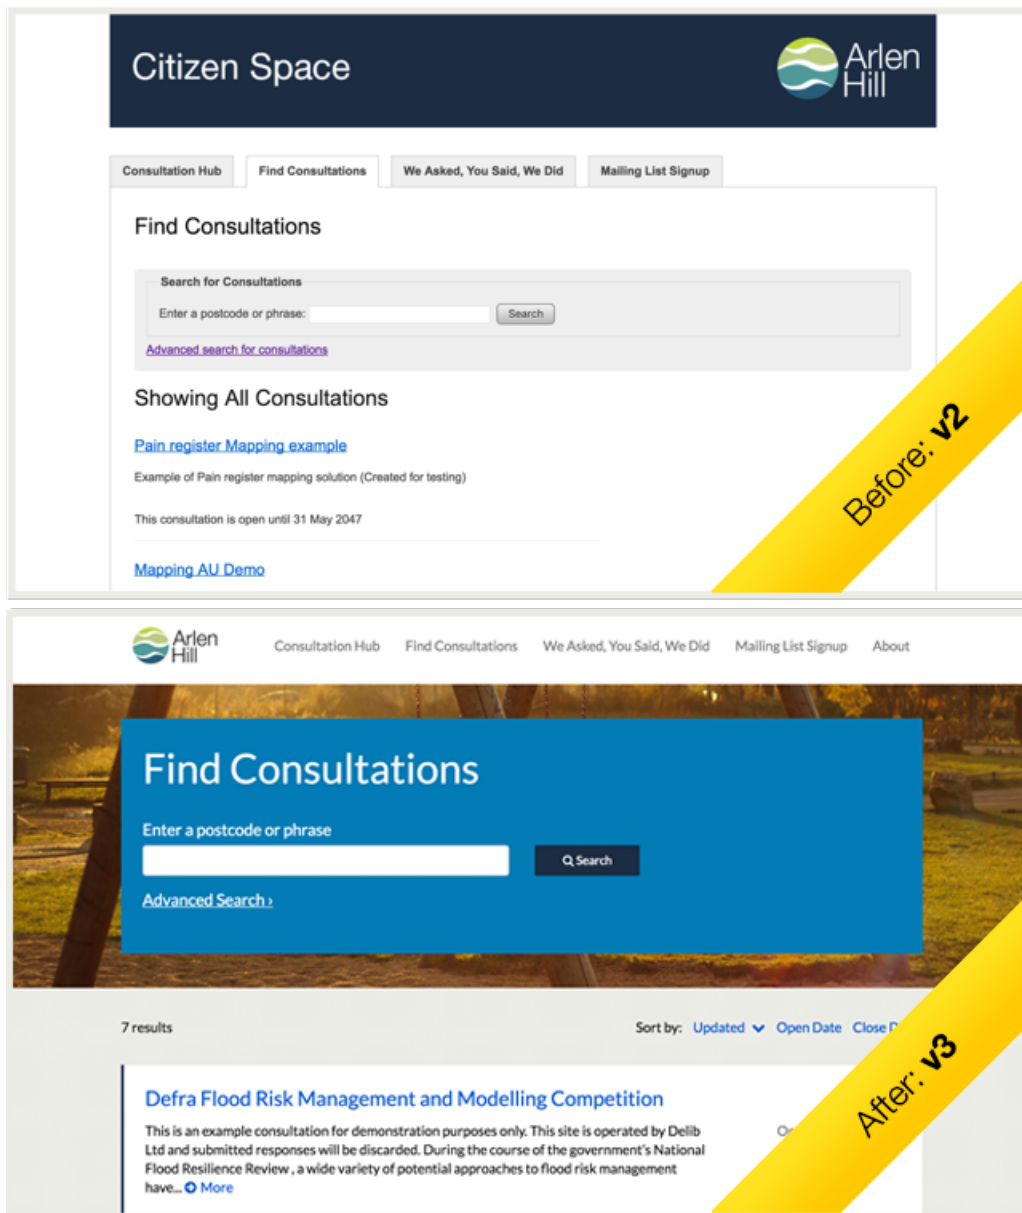 Citizen Space
Arlen
Hill
Consultation Hub
Find Consultations
We Asked, You Said, We Did
Mailing List Signup
Find Consultations
Search for Consultations
Enter a postcode or phrase:
Search
Advanced search for consultations
Showing All Consultations
Pain register Mapping example
Example of Pain register mapping solution (Created for testing)
This consultation is open until 31 May 2047
Mapping AU Demo
Before: v2
Arlen
Hill
Consultation Hub
Find Consultations
We Asked, You Said, We Did
Mailing List Signup
About
Find Consultations
Enter a postcode or phrase
Search
Advanced Search ›
7 results
Sort by: Updated Open Date Close
Defra Flood Risk Management and Modelling Competition
This is an example consultation for demonstration purposes only. This site is operated by Delib
Ltd and submitted responses will be discarded. During the course of the government's National
Flood Resilience Review , a wide variety of potential approaches to flood risk management
have... More
After: v3